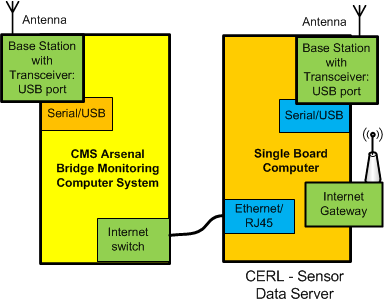 Antenna
Base Station
with
Transceiver:
USB port
Serial/USB
CMS Arsenal
Bridge Monitoring
Computer System
Internet
switch
Antenna
Base Station
with
Transceiver:
USB port
Serial/USB
Single Board
Computer
Internet
Gateway
Ethernet/
RJ45
CERL - Sensor
Data Server